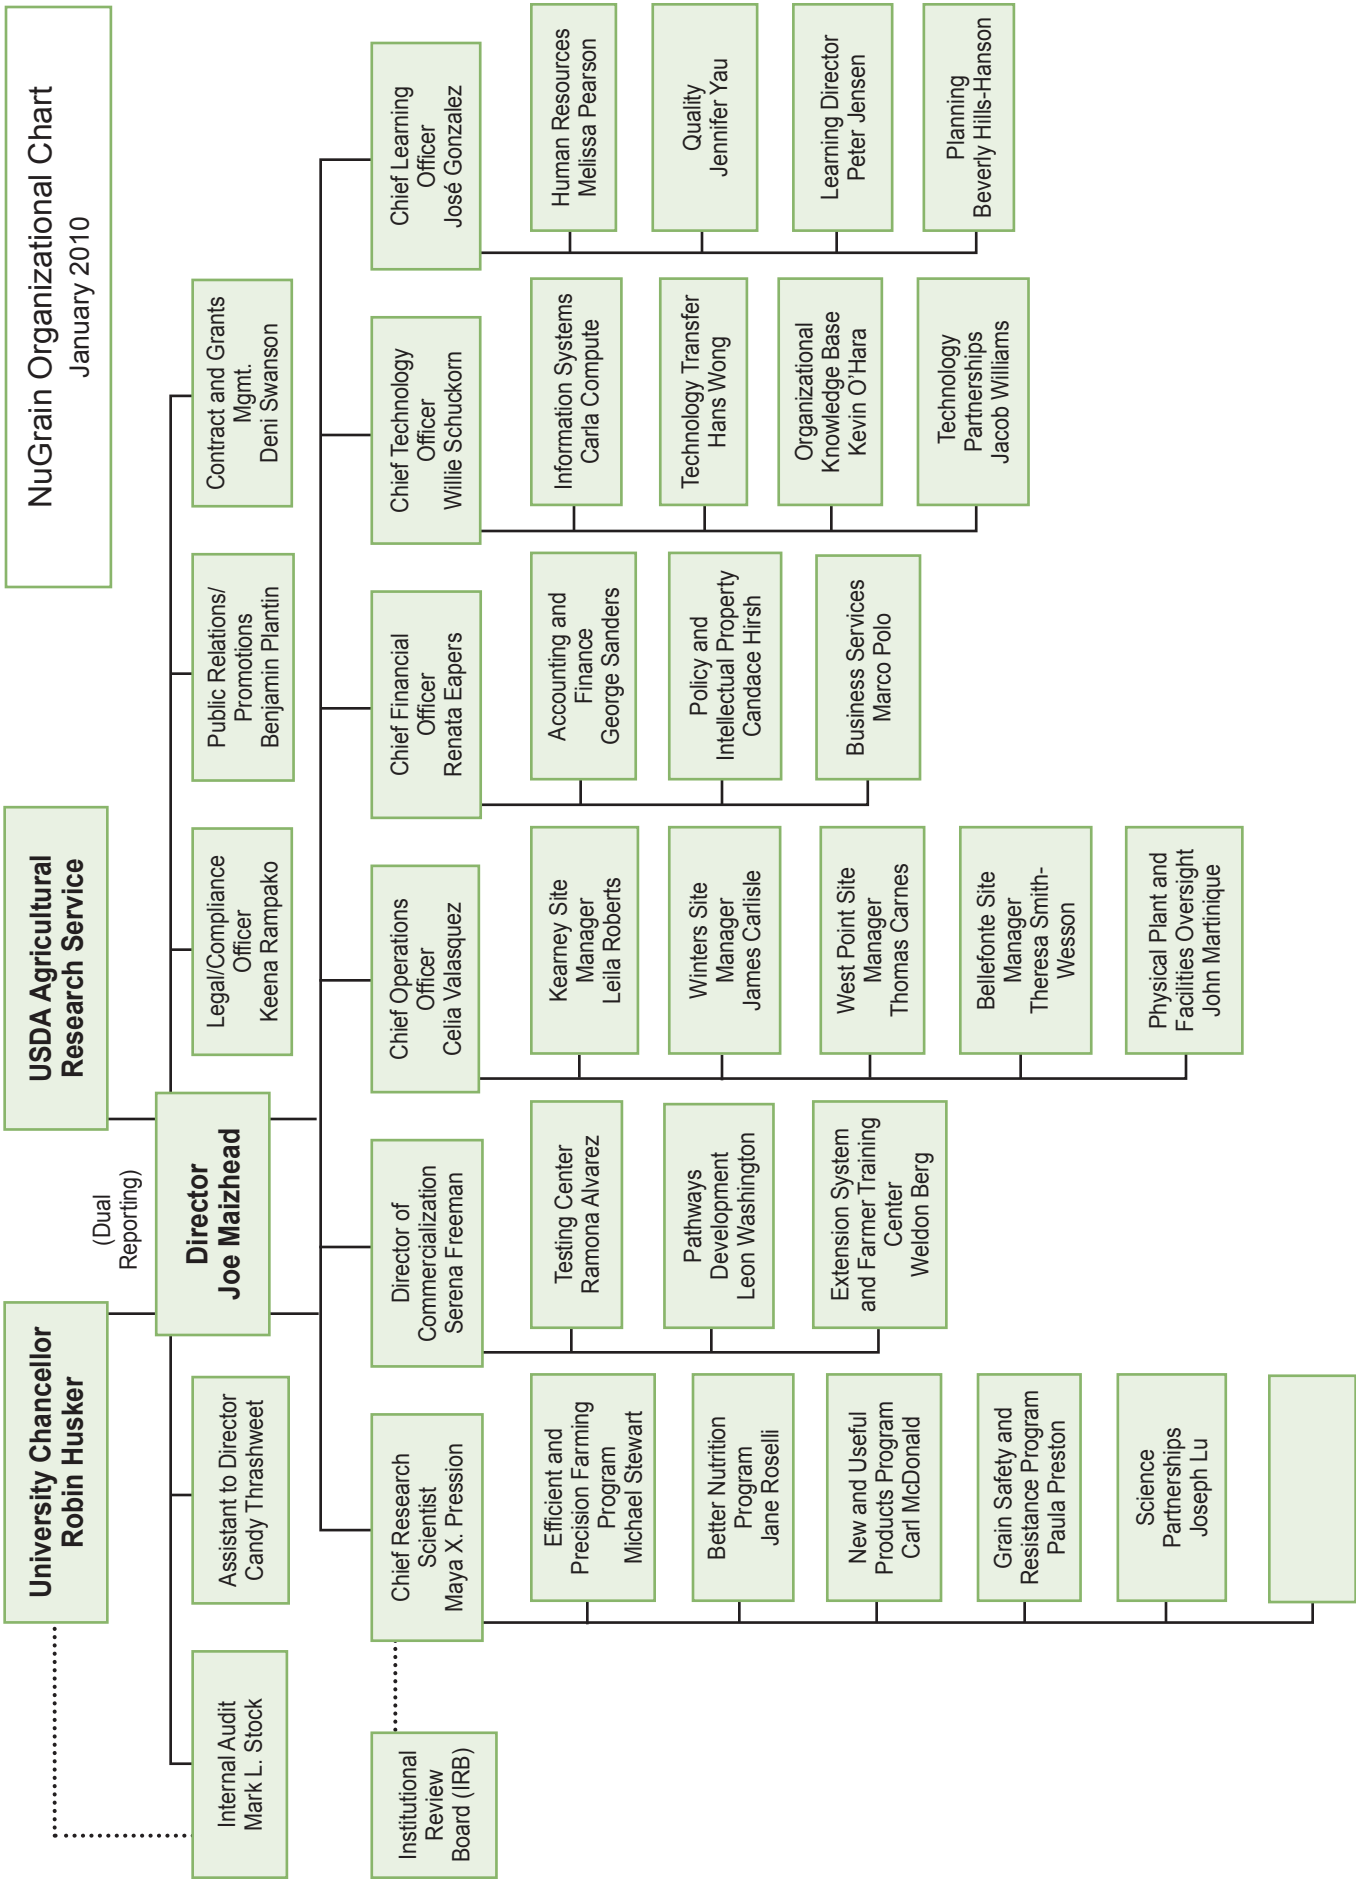 NuGrain Organizational Chart
January 2010
University Chancellor
Robin Husker
(Dual
Reporting)
USDA Agricultural
Research Service
Director
Joe Maizhead
Internal Audit
Mark L. Stock
Assistant to Director
Candy Thrashweet
Legal/Compliance
Officer
Keena Rampako
Public Relations/
Promotions
Benjamin Plantin
Contract and Grants
Mgmt.
Deni Swanson
Institutional
Review
Board (IRB)
Chief Research
Scientist
Maya X. Pression
Efficient and
Precision Farming
Program
Michael Stewart
Better Nutrition
Program
Jane Roselli
New and Useful
Products Program
Carl McDonald
Grain Safety and
Resistance Program
Paula Preston
Science
Partnerships
Joseph Lu
Director of
Commercialization
Serena Freeman
Testing Center
Ramona Alvarez
Pathways
Development
Leon Washington
Extension System
and Farmer Training
Center
Weldon Berg
Chief Operations
Officer
Celia Valasquez
Kearney Site
Manager
Leila Roberts
Winters Site
Manager
James Carlisle
West Point Site
Manager
Thomas Carnes
Bellefonte Site
Manager
Theresa Smith-
Wesson
Physical Plant and
Facilities Oversight
John Martinique
Chief Financial
Officer
Renata Eapers
Accounting and
Finance
George Sanders
Policy and
Intellectual Property
Candace Hirsh
Business Services
Marco Polo
Chief Technology
Officer
Willie Schuckorn
Information Systems
Carla Compute
Technology Transfer
Hans Wong
Organizational
Knowledge Base
Kevin O'Hara
Technology
Partnerships
Jacob Williams
Chief Learning
Officer
José Gonzalez
Human Resources
Melissa Pearson
Quality
Jennifer Yau
Learning Director
Peter Jensen
Planning
Beverly Hills-Hanson